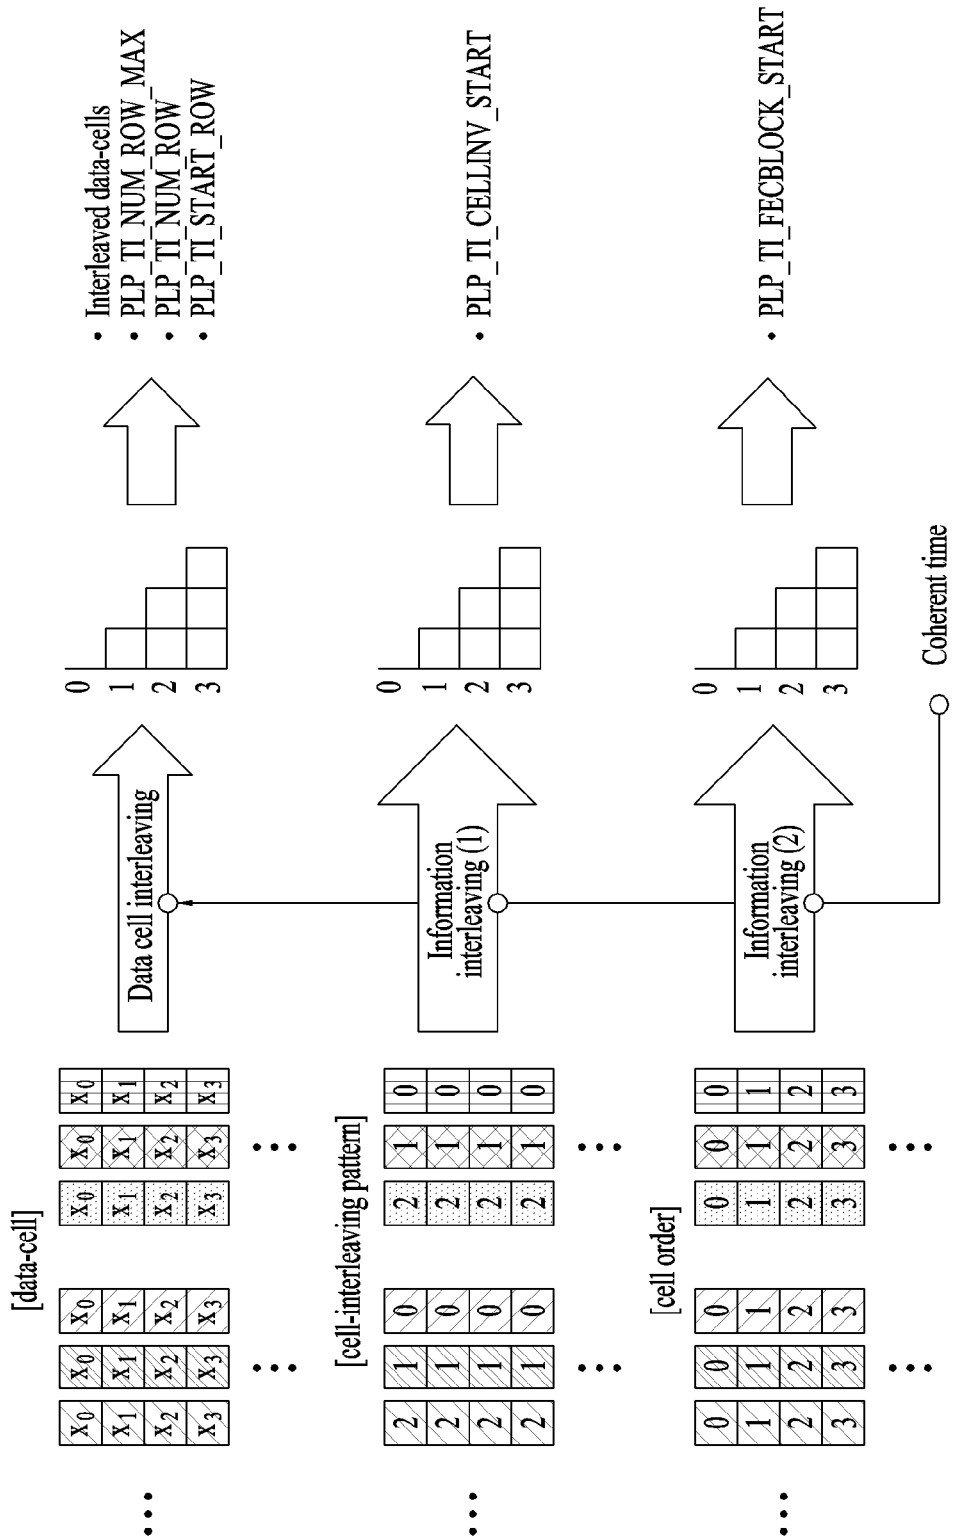 [data-cell]
X0 X0 X0 X0 X0 X0
X1 X1 X1 X1 X1 X1
X2 X2 X2 X2 X2 X2
X3 X3 X3 X3 X3 X3
Data cell interleaving
0
1
2
3
• Interleaved data-cells
• PLP_TI_NUM_ROW_MAX
• PLP_TI_NUM_ROW
• PLP_TI_START_ROW
[cell-interleaving pattern]
2 1 0 2 1 0
2 1 0 2 1 0
2 1 0 2 1 0
2 1 0 2 1 0
Information
interleaving (1)
0
1
2
3
• PLP_TI_CELLINV_START
[cell order]
0 0 0 0 0 0
1 1 1 1 1 1
2 2 2 2 2 2
3 3 3 3 3 3
Information
interleaving (2)
0
1
2
3
• PLP_TI_FECBLOCK_START
Coherent time